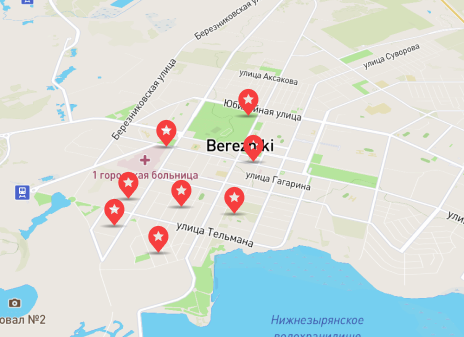 Березниковская улица
улица Суворова
улица Аксакова
Березниковская улица
Юбилейная улица
Berezniki
1 городская больница
улица Гагарина
ули
улица Тельмана
овал №2
Нижнезырянское
водохранилище